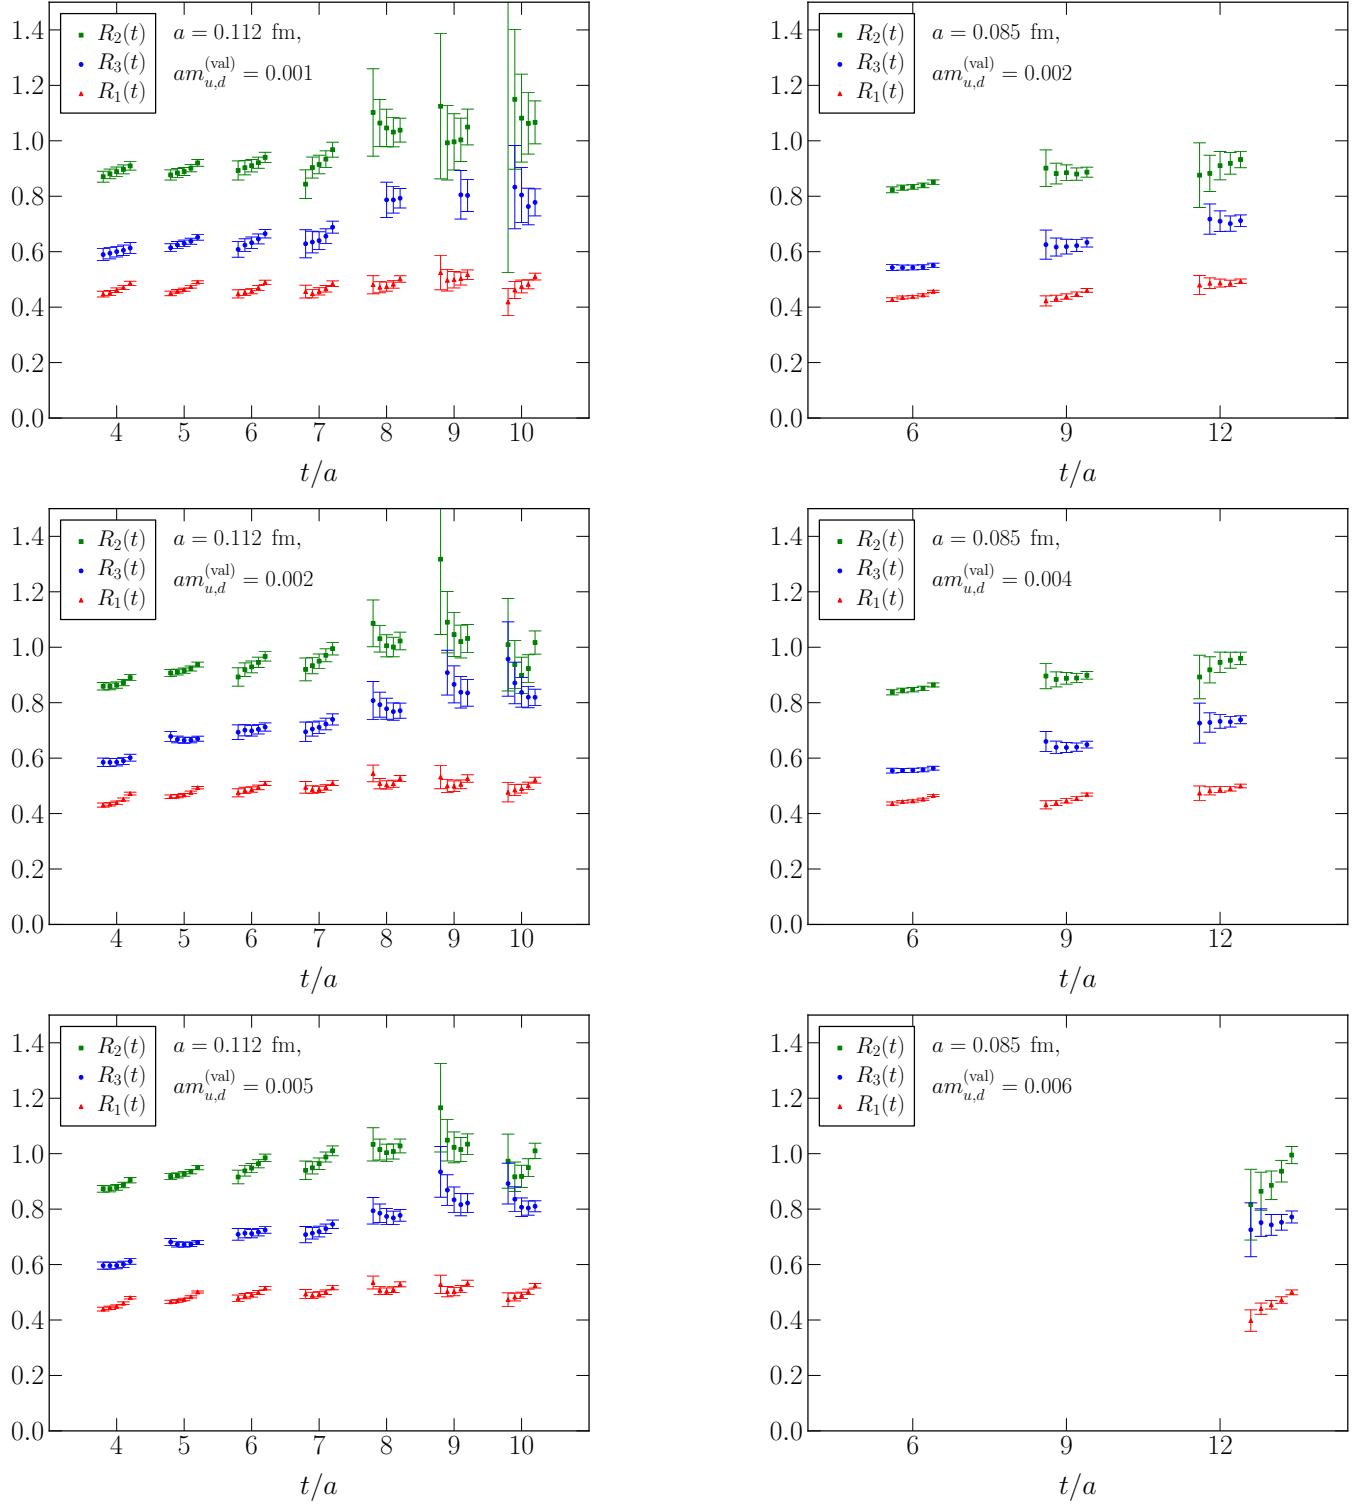 1.4
1.2
1.0
0.8
0.6
0.4
0.2
0.0
R₂(t)
R₃(t)
R₁(t)
a = 0.112 fm,
am_{u,d}^{(val)} = 0.001
4 5 6 7 8 9 10
t/a
1.4
1.2
1.0
0.8
0.6
0.4
0.2
0.0
R₂(t)
R₃(t)
R₁(t)
a = 0.085 fm,
am_{u,d}^{(val)} = 0.002
6 9 12
t/a
1.4
1.2
1.0
0.8
0.6
0.4
0.2
0.0
R₂(t)
R₃(t)
R₁(t)
a = 0.112 fm,
am_{u,d}^{(val)} = 0.002
4 5 6 7 8 9 10
t/a
1.4
1.2
1.0
0.8
0.6
0.4
0.2
0.0
R₂(t)
R₃(t)
R₁(t)
a = 0.085 fm,
am_{u,d}^{(val)} = 0.004
6 9 12
t/a
1.4
1.2
1.0
0.8
0.6
0.4
0.2
0.0
R₂(t)
R₃(t)
R₁(t)
a = 0.112 fm,
am_{u,d}^{(val)} = 0.005
4 5 6 7 8 9 10
t/a
1.4
1.2
1.0
0.8
0.6
0.4
0.2
0.0
R₂(t)
R₃(t)
R₁(t)
a = 0.085 fm,
am_{u,d}^{(val)} = 0.006
6 9 12
t/a